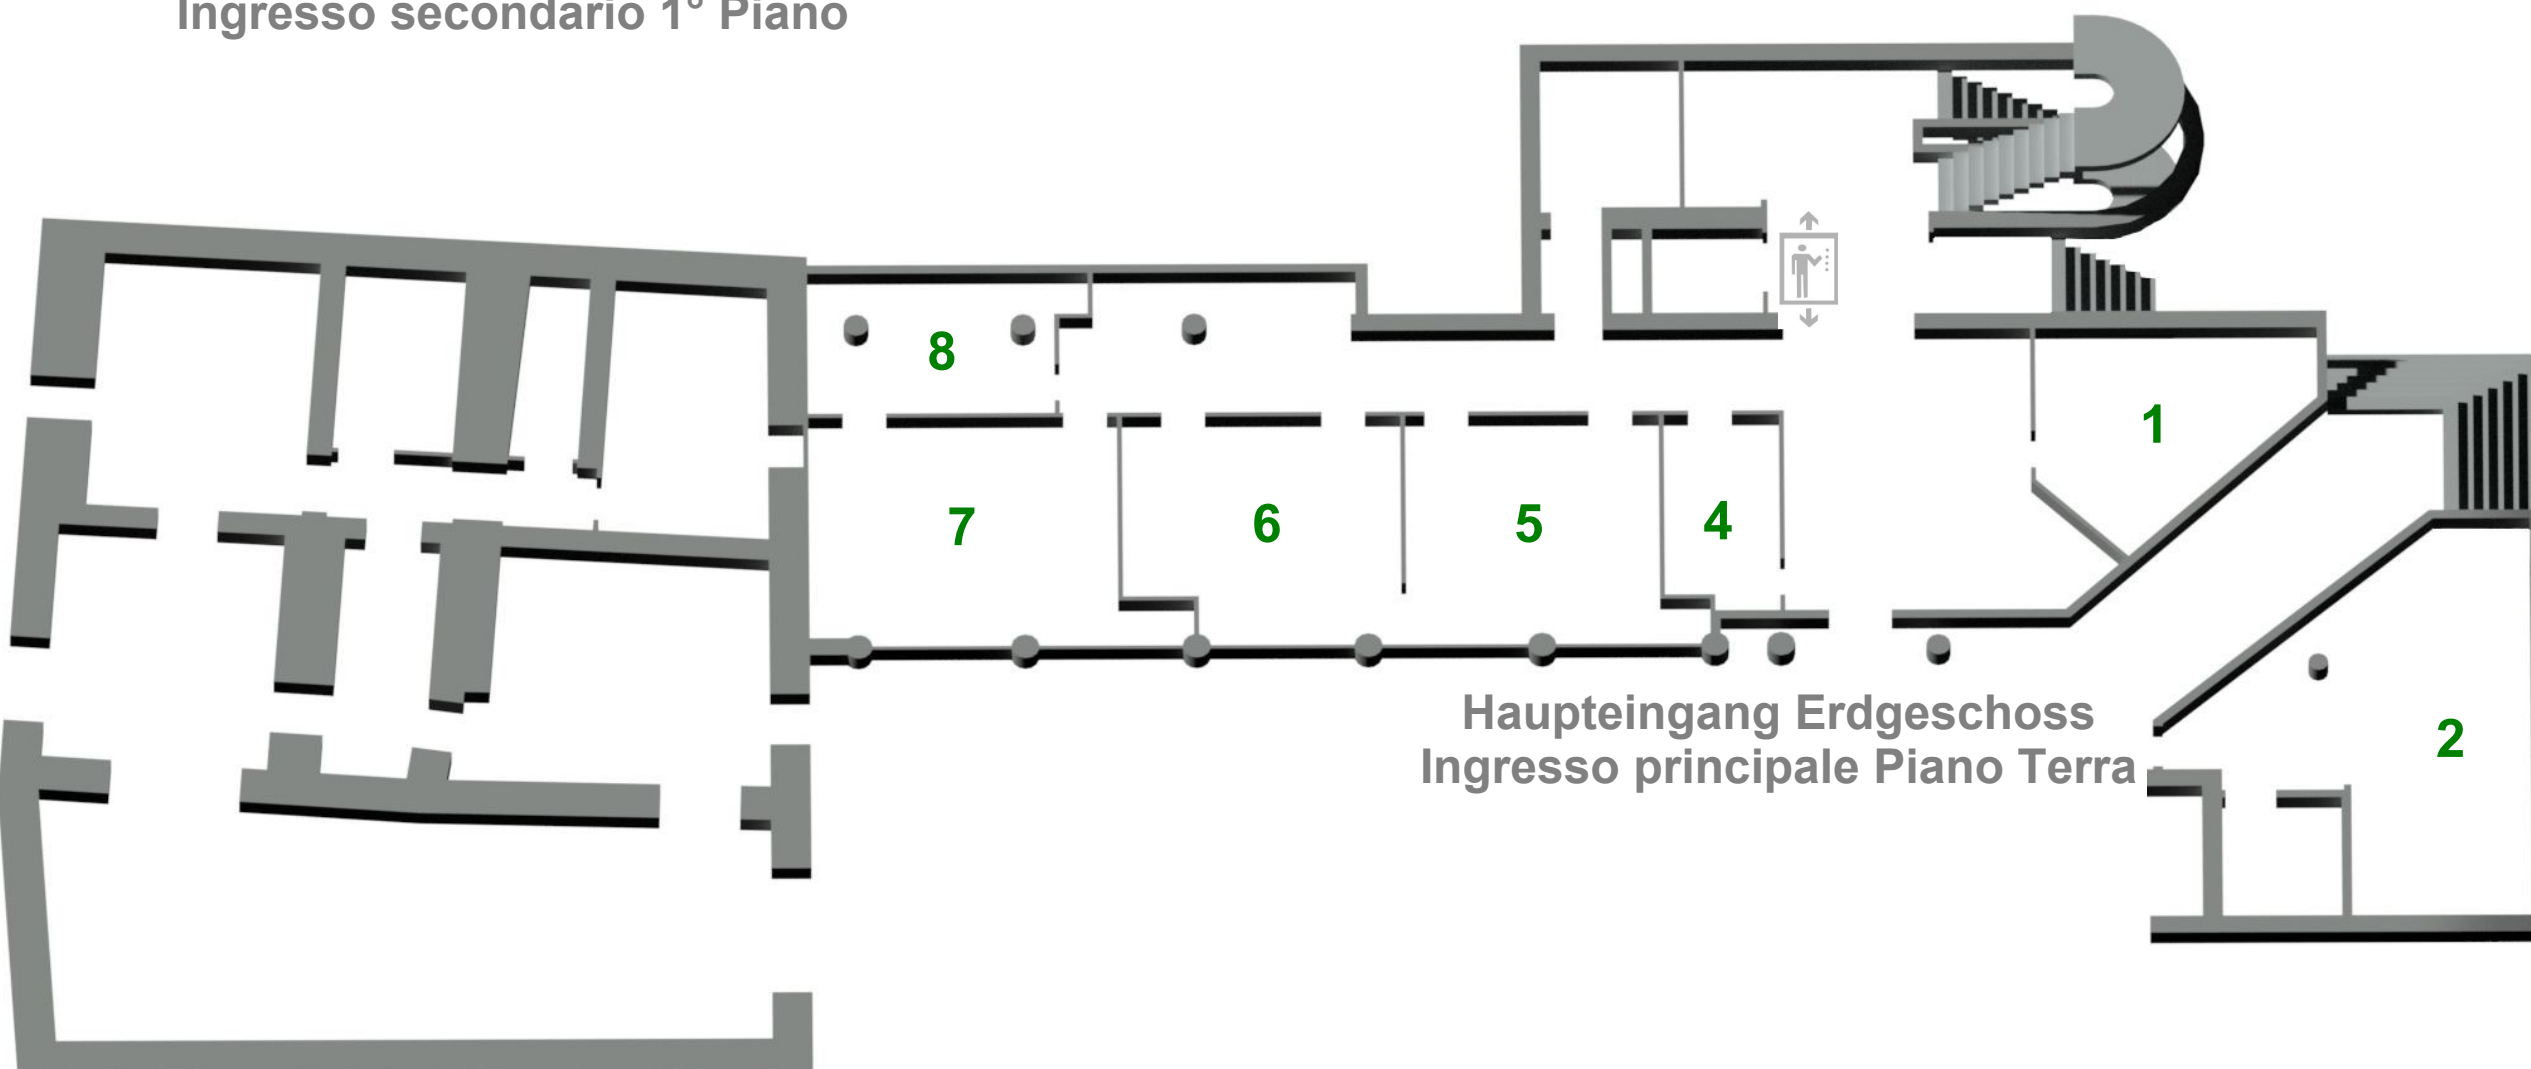 Ingresso secondario 1° Piano
8
1
7
6
5
4
Haupteingang Erdgeschoss
Ingresso principale Piano Terra
2